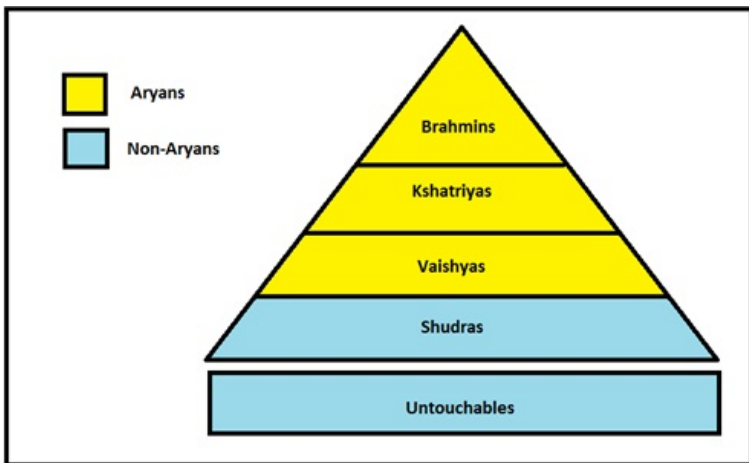 Aryans
Non-Aryans
Brahmins
Kshatriyas
Vaishyas
Shudras
Untouchables